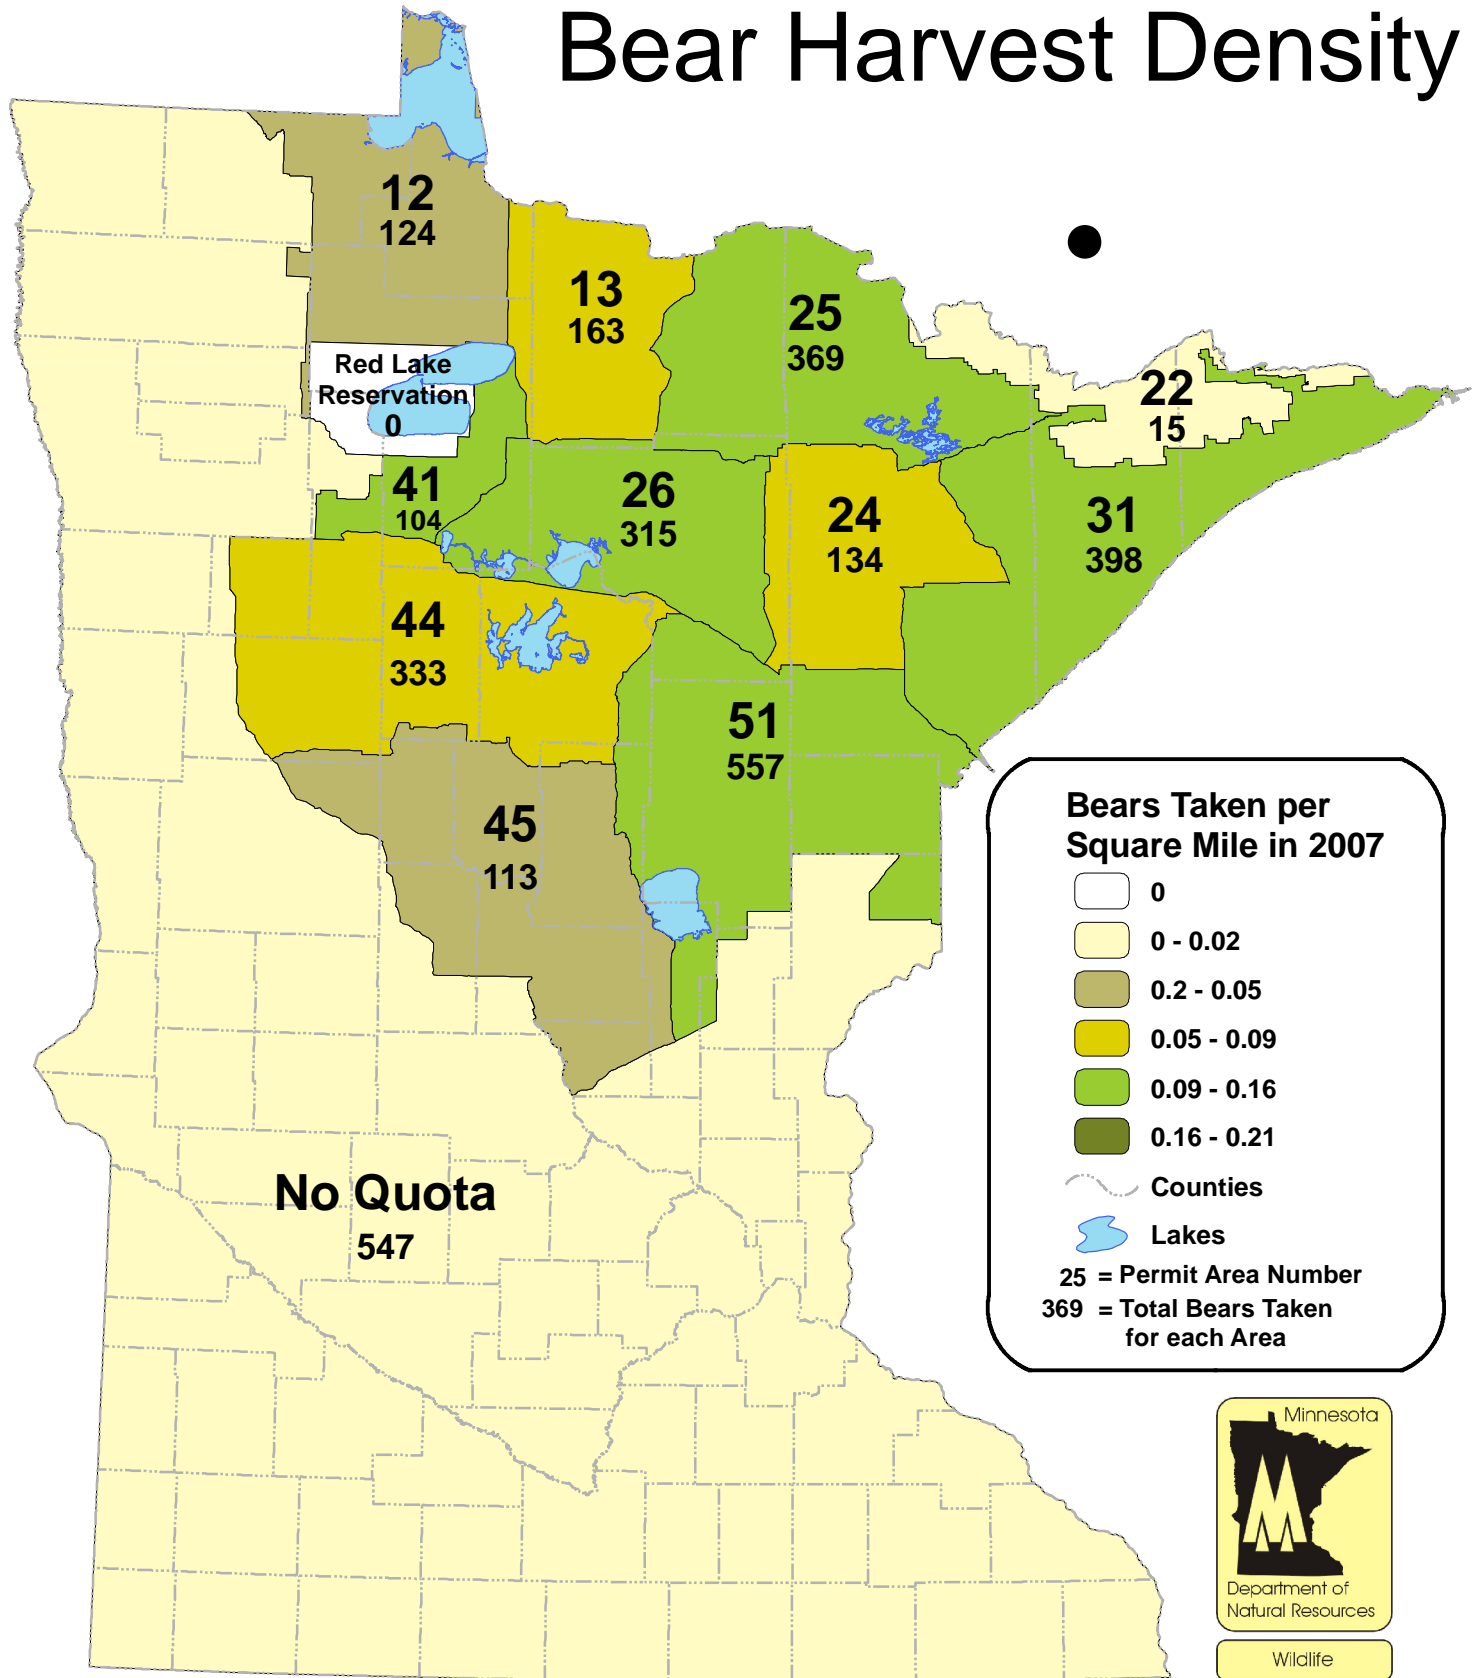 Bear Harvest Density
12
124
13
163
25
369
Red Lake
Reservation
0
22
15
41
104
26
315
24
134
31
398
44
333
51
557
45
113
No Quota
547
Bears Taken per
Square Mile in 2007
0
0 - 0.02
0.2 - 0.05
0.05 - 0.09
0.09 - 0.16
0.16 - 0.21
Counties
Lakes
25 = Permit Area Number
369 = Total Bears Taken
for each Area
Minnesota
Department of
Natural Resources
Wildlife